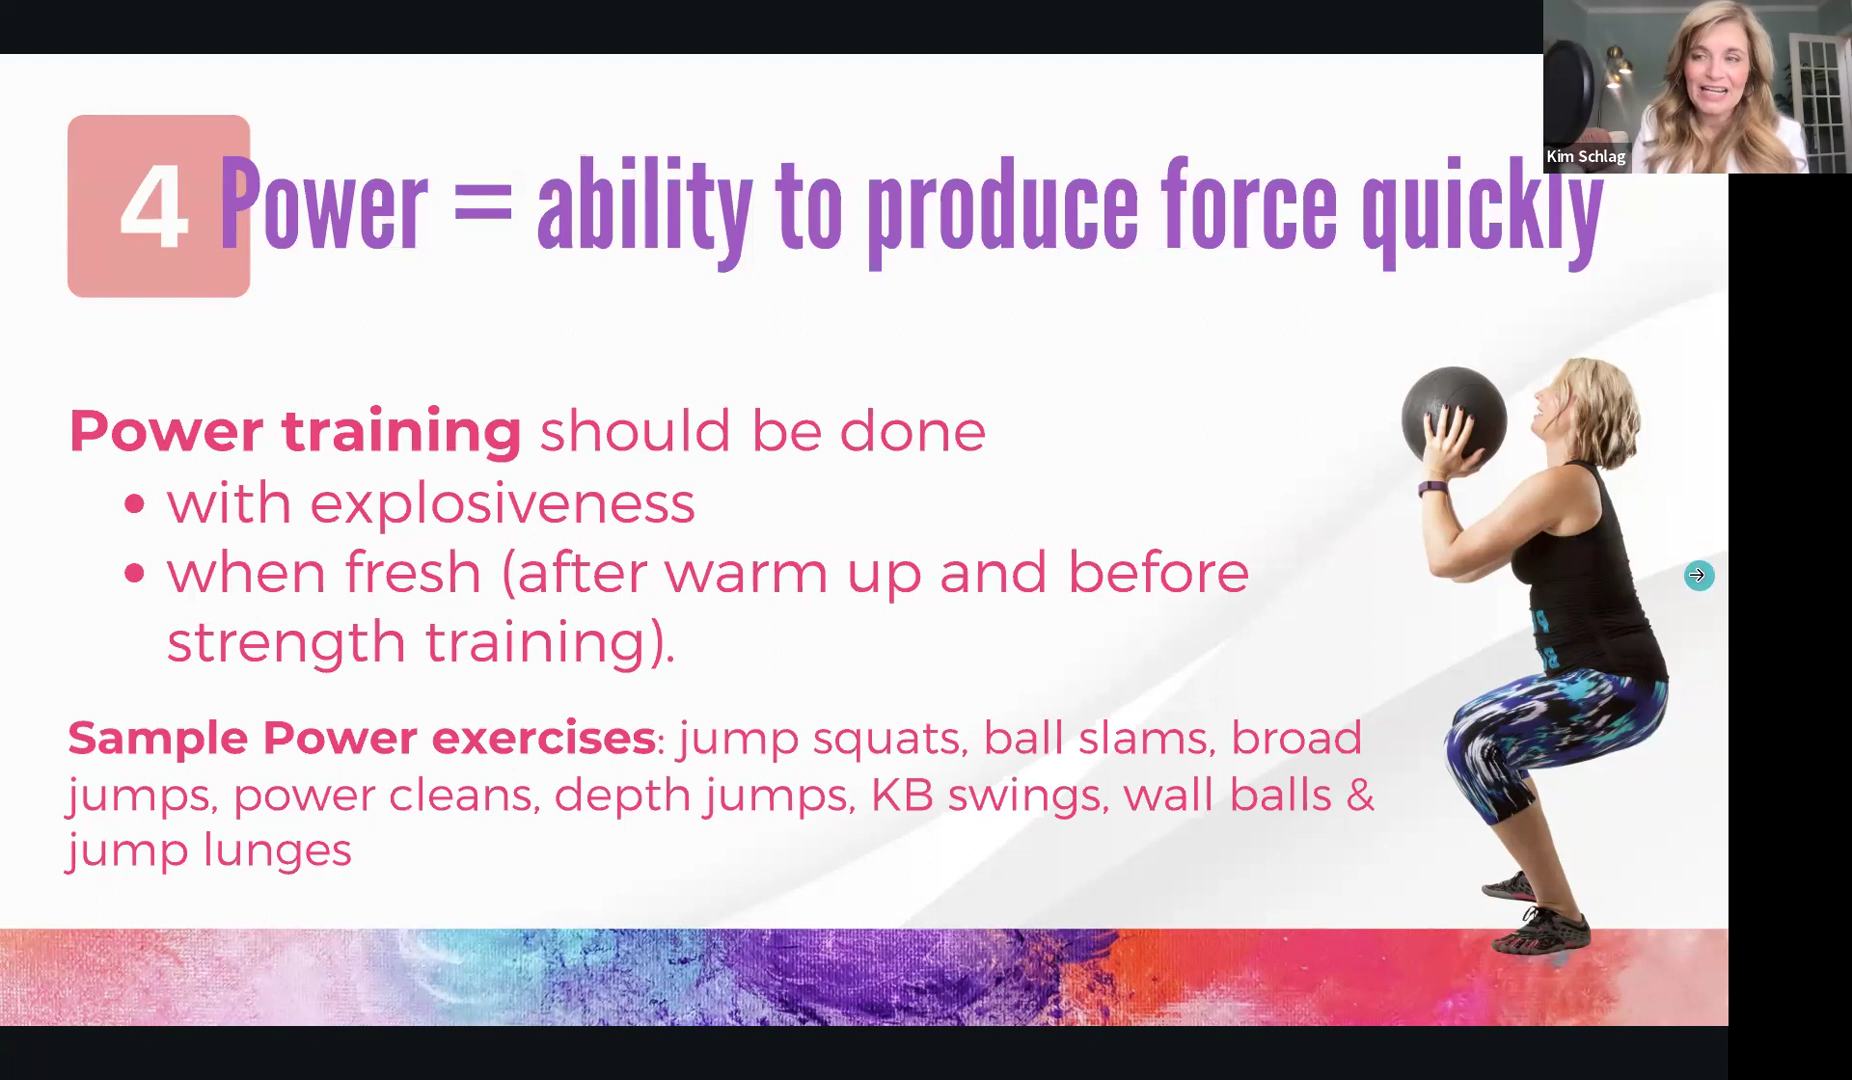 Kim Schlag
4 Power = ability to produce force quickly
Power training should be done
• with explosiveness
• when fresh (after warm up and before
strength training).
Sample Power exercises: jump squats, ball slams, broad
jumps, power cleans, depth jumps, KB swings, wall balls &
jump lunges